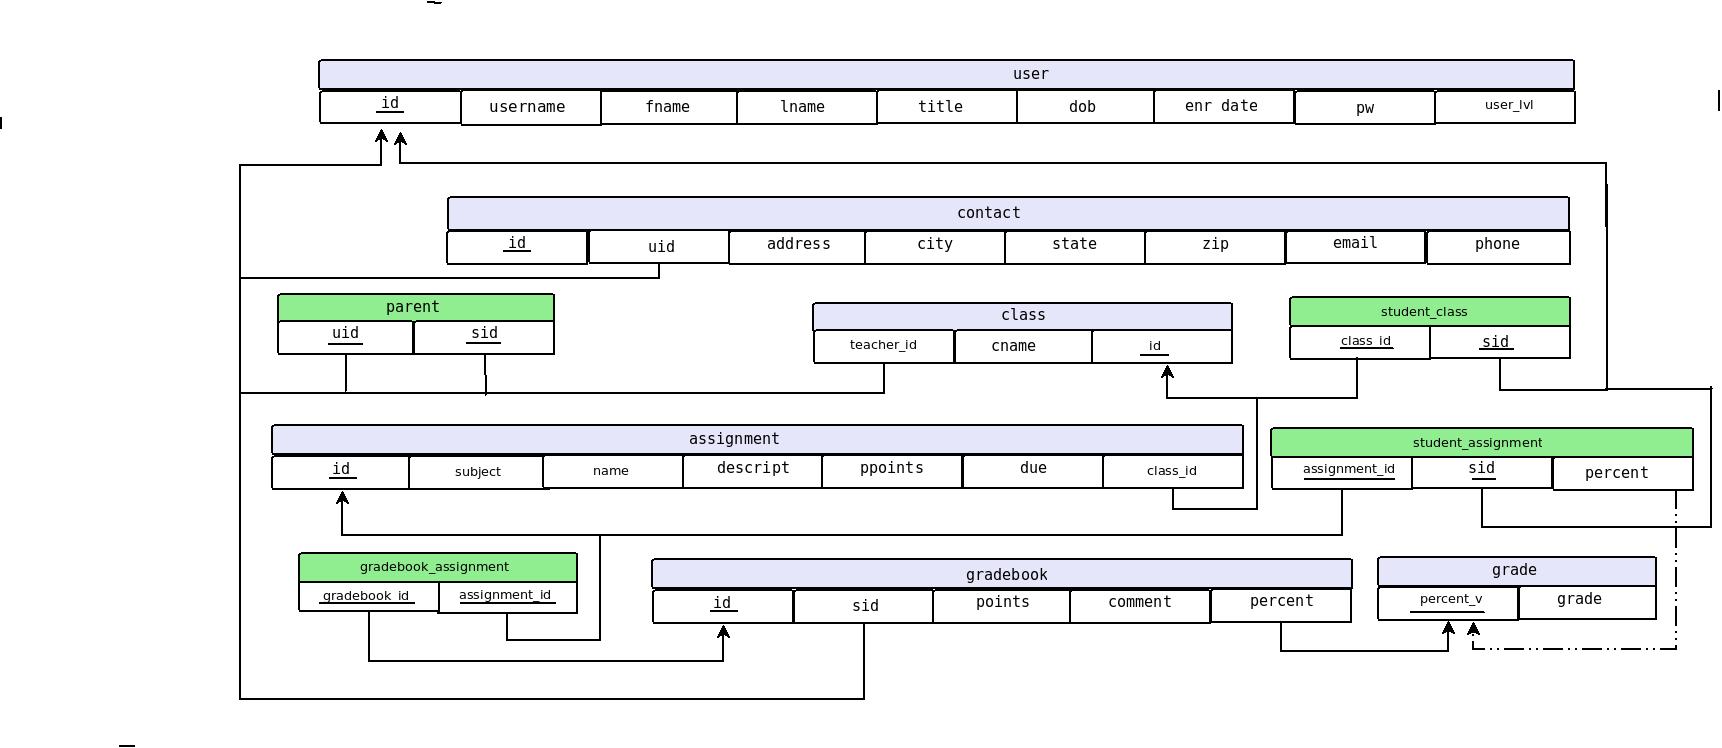 user
id username fname lname title dob enr date pw user_lvl
contact
id uid address city state zip email phone
parent
uid sid
class
teacher_id cname id
student_class
class_id sid
assignment
id subject name descript ppoints due class_id
student_assignment
assignment_id sid percent
gradebook_assignment
gradebook_id assignment_id
gradebook
id sid points comment percent
grade
percent_v grade